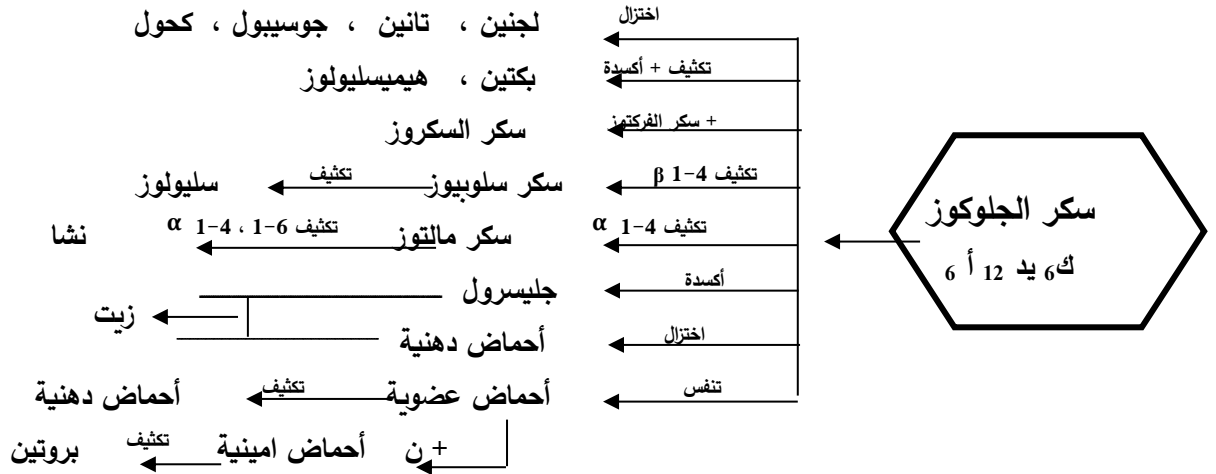 اختزال
لجنين ، تانين ، جوسيبول ، كحول
تكثيف + أكسدة
بكتين ، هيميسليولوز
+ سكر الفركتوز
سكر السكروز
تكثيف 4-1 β
سكر سلوبيوز
تكثيف
سليولوز
تكثيف 4-1 α
سكر مالتوز
تكثيف 6-1 ، 4-1 α
نشا
أكسدة
جليسرول
زيت
اختزال
أحماض دهنية
تنفس
أحماض عضوية
تكثيف
أحماض دهنية
+ ن
أحماض امينية
تكثيف
بروتين
سكر الجلوكوز
ك6 يد 12 أ 6